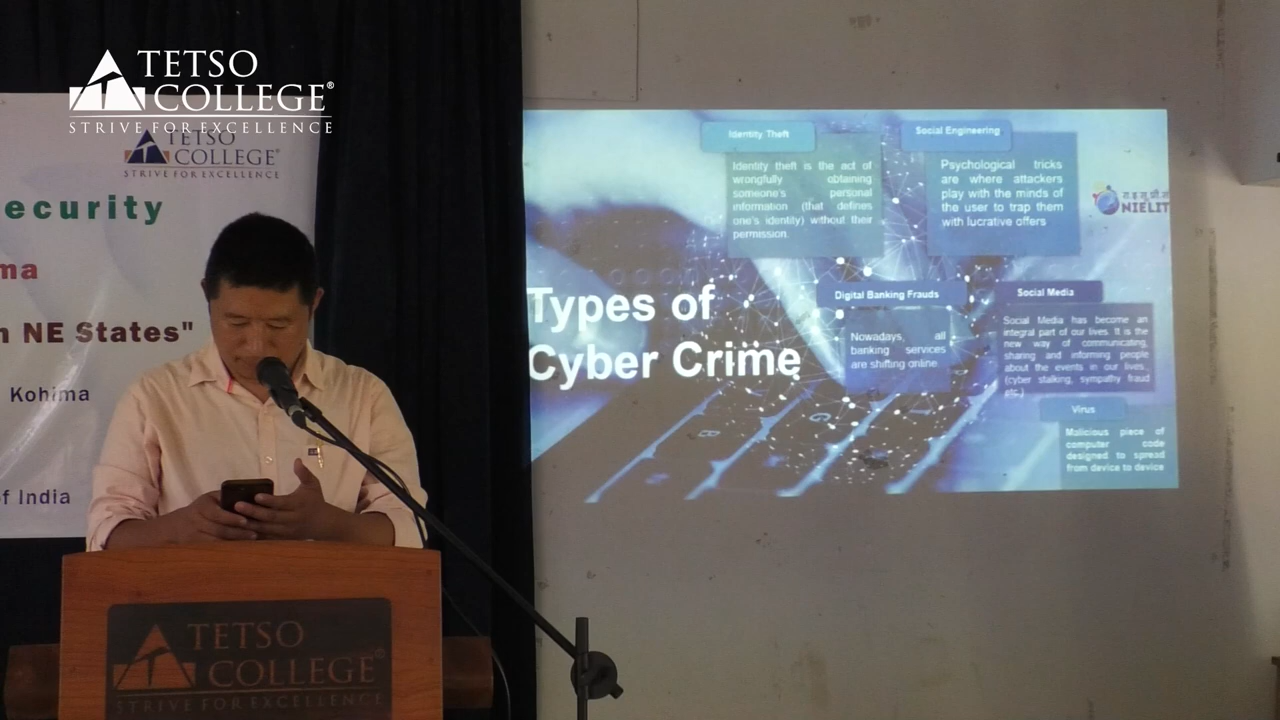 TETSO
COLLEGE®
STRIVE FOR EXCELLENCE
TETSO
COLLEGE
STRIVE FOR EXCELLENCE
ecurity
ma
n NE States"
Kohima
of India
Identity Theft
Identity theft is the act of
wrongfully obtaining
someone's personal
information (that defines
one's identity) without their
permission.
Social Engineering
Psychological tricks
are where attackers
play with the minds of
the user to trap them
with lucrative offers
NIELIT
Types of
Cyber Crime
Digital Banking Frauds
Nowadays, all
banking services
are shifting online
Social Media
Social Media has become an
integral part of our lives. It is the
new way of communicating,
sharing and informing people
about the events in our lives.,
(cyber stalking, sympathy fraud
etc.)
Virus
Malicious piece of
computer code
designed to spread
from device to device
G
B
TETSO
COLLEGE
STRIVE FOR EXCELLENCE